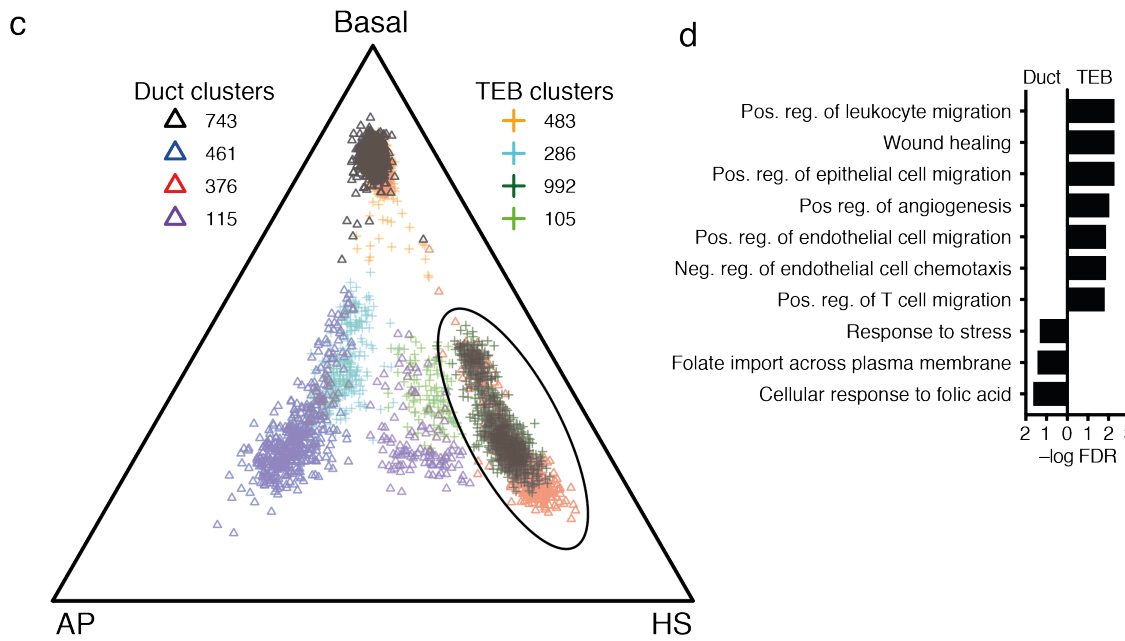 c
Basal
Duct clusters
743
461
376
115
TEB clusters
483
286
992
105
AP
HS
d
Duct TEB
Pos. reg. of leukocyte migration
Wound healing
Pos. reg. of epithelial cell migration
Pos reg. of angiogenesis
Pos. reg. of endothelial cell migration
Neg. reg. of endothelial cell chemotaxis
Pos. reg. of T cell migration
Response to stress
Folate import across plasma membrane
Cellular response to folic acid
2 1 0 1 2
–log FDR